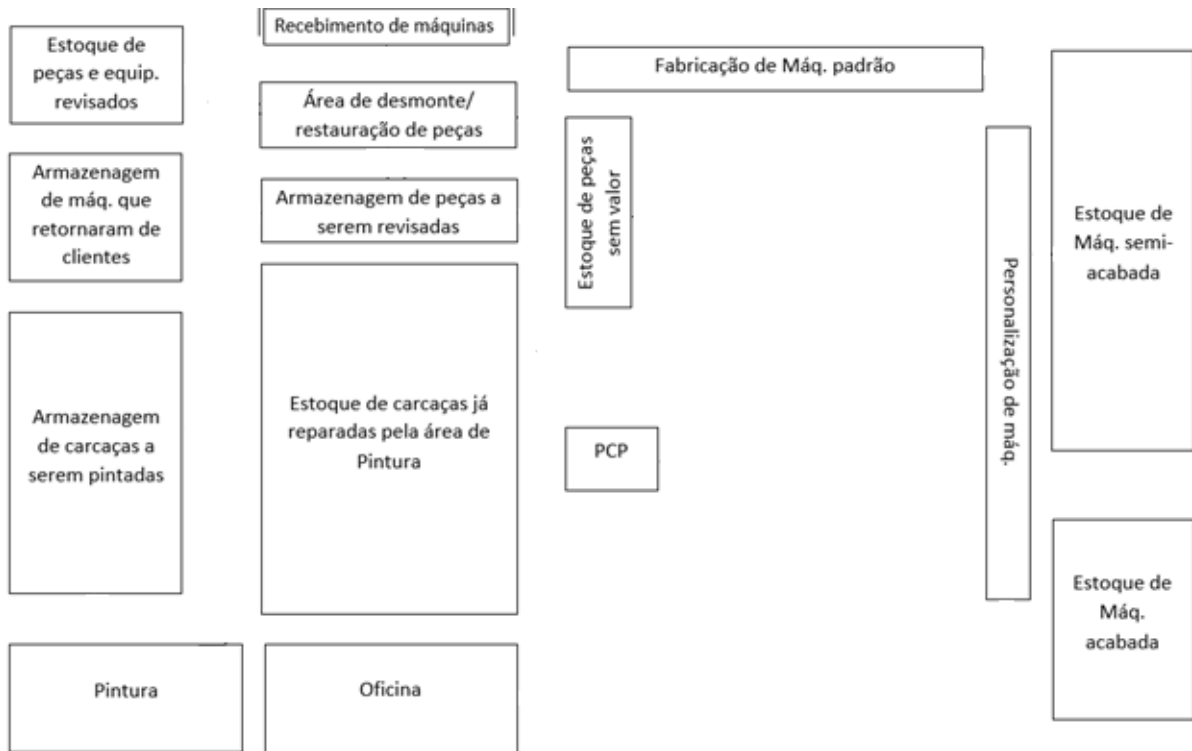 Estoque de
peças e equip.
revisados
Recebimento de máquinas
Fabricação de Máq. padrão
Área de desmonte/
restauração de peças
Armazenagem
de máq. que
retornaram de
clientes
Armazenagem de peças a
serem revisadas
Estoque de peças
sem valor
Estoque de
Máq. semi-
acabada
Personalização de máq.
Armazenagem
de carcaças a
serem pintadas
Estoque de carcaças já
reparadas pela área de
Pintura
PCP
Estoque de
Máq.
acabada
Pintura
Oficina